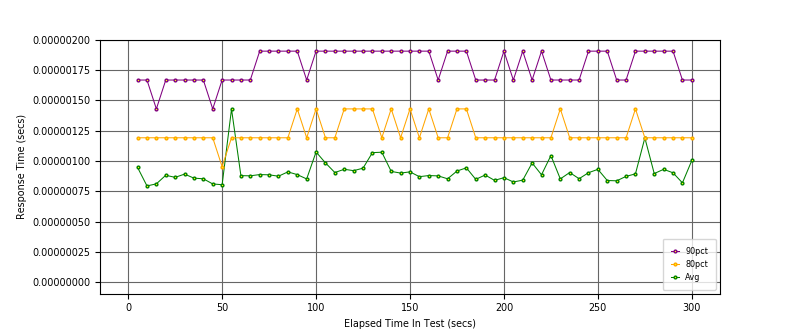 0.00000200
0.00000175
0.00000150
0.00000125
0.00000100
0.00000075
0.00000050
0.00000025
0.00000000
Response Time (secs)
0 50 100 150 200 250 300
Elapsed Time In Test (secs)
90pct
80pct
Avg